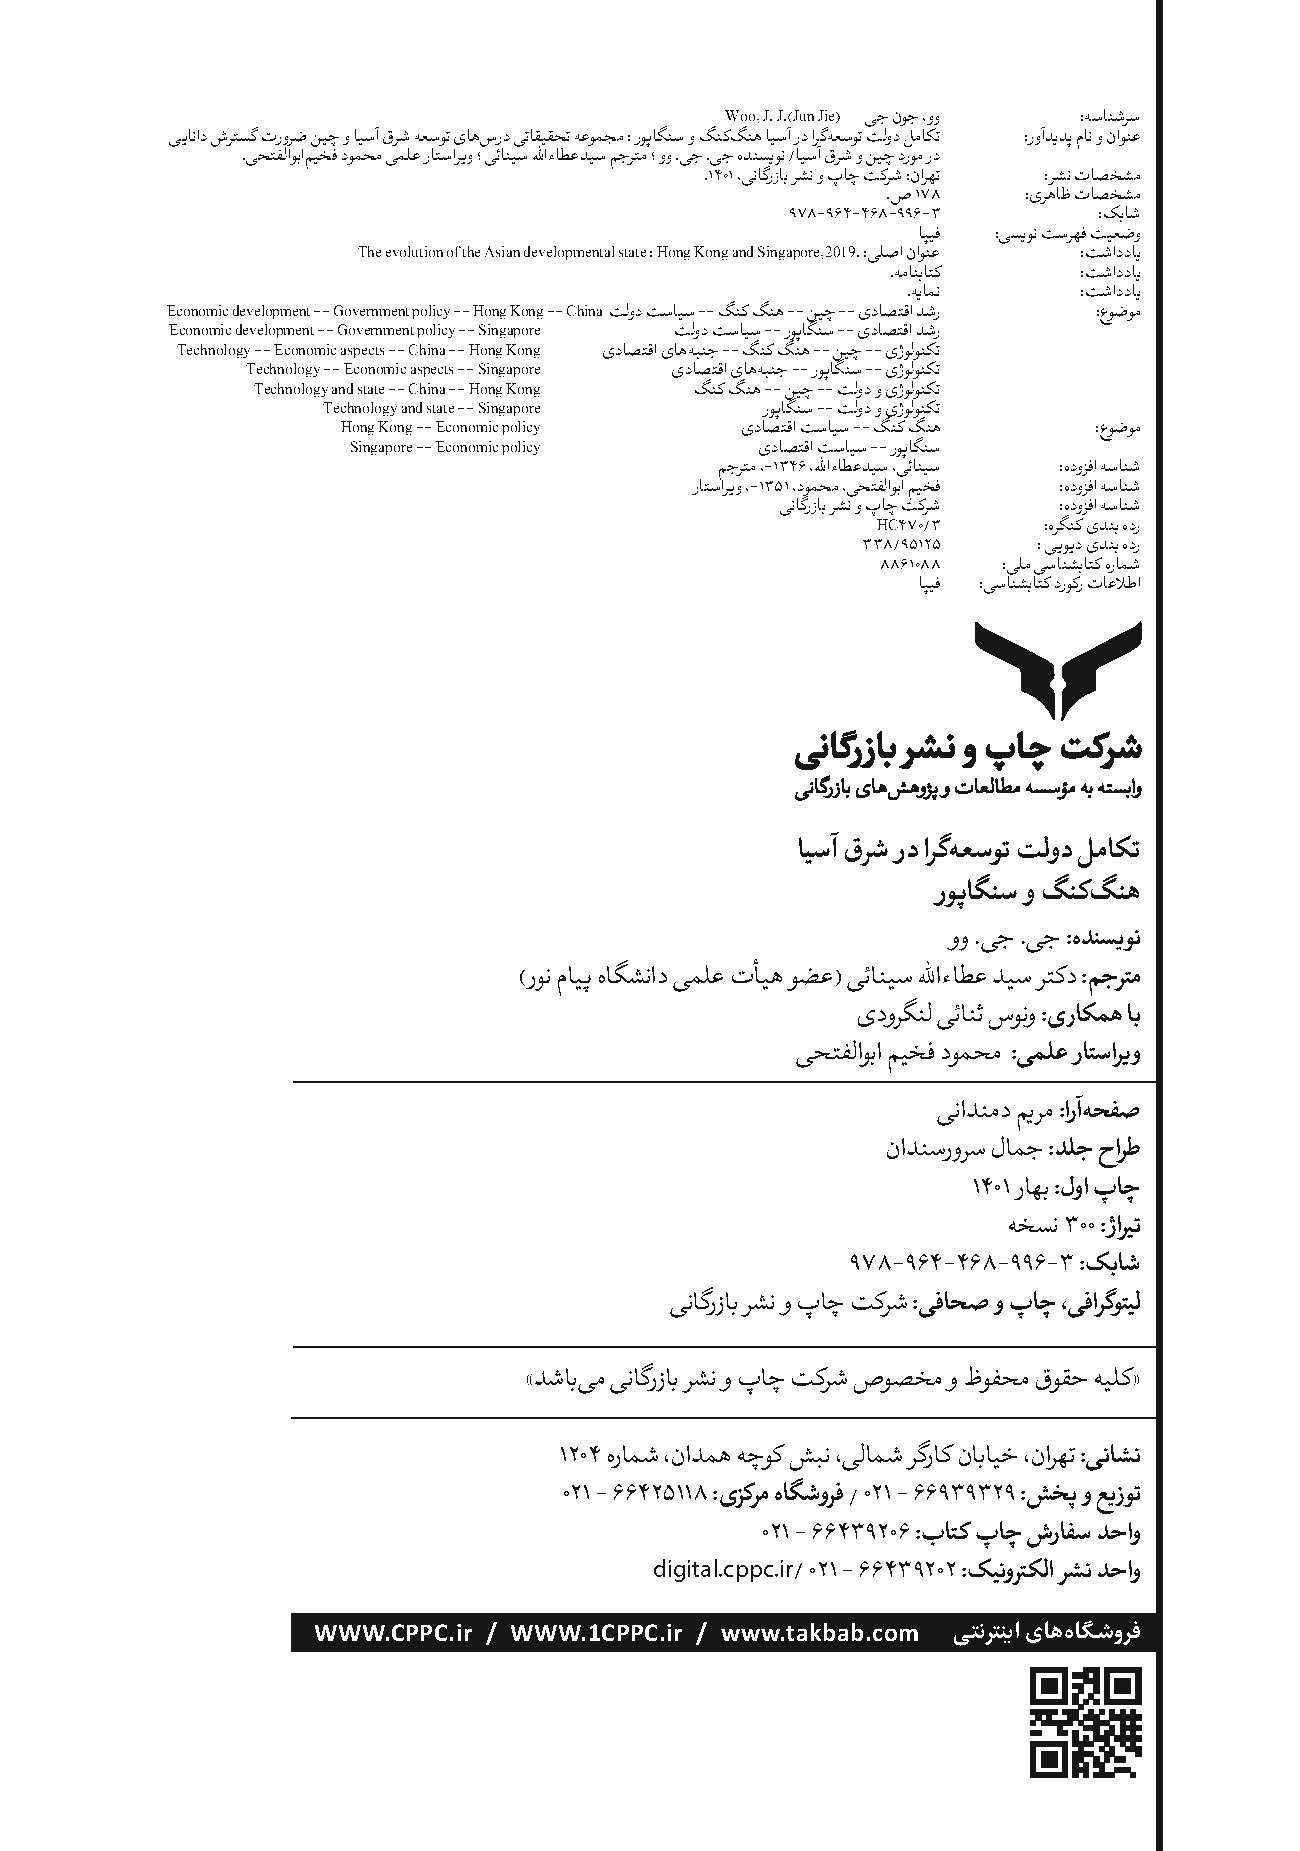 سرشناسه: وو، جون جی Woo, J. J.(Jun Jie)
عنوان و نام پدیدآور: تکامل دولت توسعه‌گرا در آسیا هنگ‌کنگ و سنگاپور : مجموعه تحقیقاتی درس‌های توسعه شرق آسیا و چین ضرورت گسترش دانایی
در مورد چین و شرق آسیا/ نویسنده جی. جی. وو ؛ مترجم سیدعطاءالله سینائی ؛ ویراستار علمی محمود فخیم‌ابوالفتحی.
مشخصات نشر: تهران: شرکت چاپ و نشر بازرگانی، ۱۴۰۱.
مشخصات ظاهری: ۱۷۸ ص.
شابک: ۹۷۸-۹۶۴-۴۶۸-۹۹۶-۳
وضعیت فهرست نویسی: فیپا
یادداشت: عنوان اصلی: .The evolution of the Asian developmental state : Hong Kong and Singapore,2019
یادداشت: کتابنامه.
یادداشت: نمایه.
موضوع: رشد اقتصادی -- چین -- هنگ کنگ -- سیاست دولت Economic development -- Government policy -- Hong Kong -- China
رشد اقتصادی -- سنگاپور -- سیاست دولت Economic development -- Government policy -- Singapore
تکنولوژی -- چین -- هنگ کنگ -- جنبه‌های اقتصادی Technology -- Economic aspects -- China -- Hong Kong
تکنولوژی -- سنگاپور -- جنبه‌های اقتصادی Technology -- Economic aspects -- Singapore
تکنولوژی و دولت -- چین -- هنگ کنگ Technology and state -- China -- Hong Kong
تکنولوژی و دولت -- سنگاپور Technology and state -- Singapore
موضوع: هنگ کنگ -- سیاست اقتصادی Hong Kong -- Economic policy
سنگاپور -- سیاست اقتصادی Singapore -- Economic policy
شناسه افزوده: سینائی، سیدعطاءالله، ۱۳۴۶-، مترجم
شناسه افزوده: فخیم ابوالفتحی، محمود، ۱۳۵۱-، ویراستار
شناسه افزوده: شرکت چاپ و نشر بازرگانی
رده بندی کنگره: HC۴۷۰/۳
رده بندی دیویی : ۳۳۸/۹۵۱۲۵
شماره کتابشناسی ملی: ۸۸۶۱۰۸۸
اطلاعات رکورد کتابشناسی: فیپا
شرکت چاپ و نشر بازرگانی
وابسته به مؤسسه مطالعات و پژوهش‌های بازرگانی
تکامل دولت توسعه‌گرا در شرق آسیا
هنگ‌کنگ و سنگاپور
نویسنده: جی. جی. وو
مترجم: دکتر سید عطاءالله سینائی (عضو هیأت علمی دانشگاه پیام نور)
با همکاری: ونوس ثنائی لنگرودی
ویراستار علمی: محمود فخیم ابوالفتحی
صفحه‌آرا: مریم دمندانی
طراح جلد: جمال سرورسندان
چاپ اول: بهار ۱۴۰۱
تیراژ: ۳۰۰ نسخه
شابک: ۹۷۸-۹۶۴-۴۶۸-۹۹۶-۳
لیتوگرافی، چاپ و صحافی: شرکت چاپ و نشر بازرگانی
«کلیه حقوق محفوظ و مخصوص شرکت چاپ و نشر بازرگانی می‌باشد»
نشانی: تهران، خیابان کارگر شمالی، نبش کوچه همدان، شماره ۱۲۰۴
توزیع و پخش: ۶۶۹۳۹۳۲۹ - ۰۲۱ / فروشگاه مرکزی: ۶۶۴۲۵۱۱۸ - ۰۲۱
واحد سفارش چاپ کتاب: ۶۶۴۳۹۲۰۶ - ۰۲۱
واحد نشر الکترونیک: ۶۶۴۳۹۲۰۲ - ۰۲۱ /digital.cppc.ir
فروشگاه‌های اینترنتی WWW.CPPC.ir / WWW.1CPPC.ir / www.takbab.com